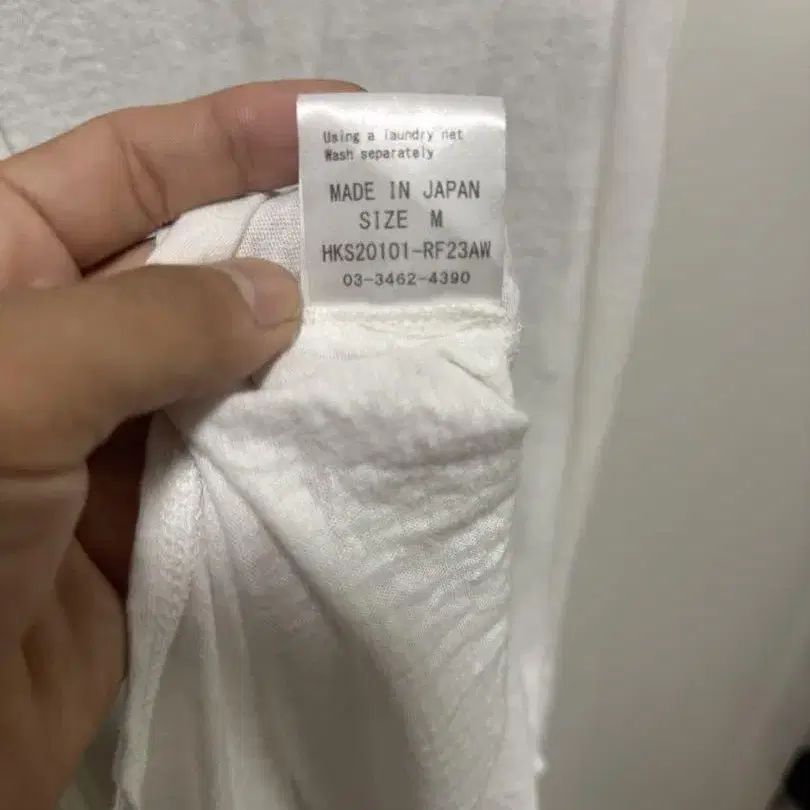 Using a laundry net
Wash separately
MADE IN JAPAN
SIZE M
HKS20101-RF23AW
03-3462-4390